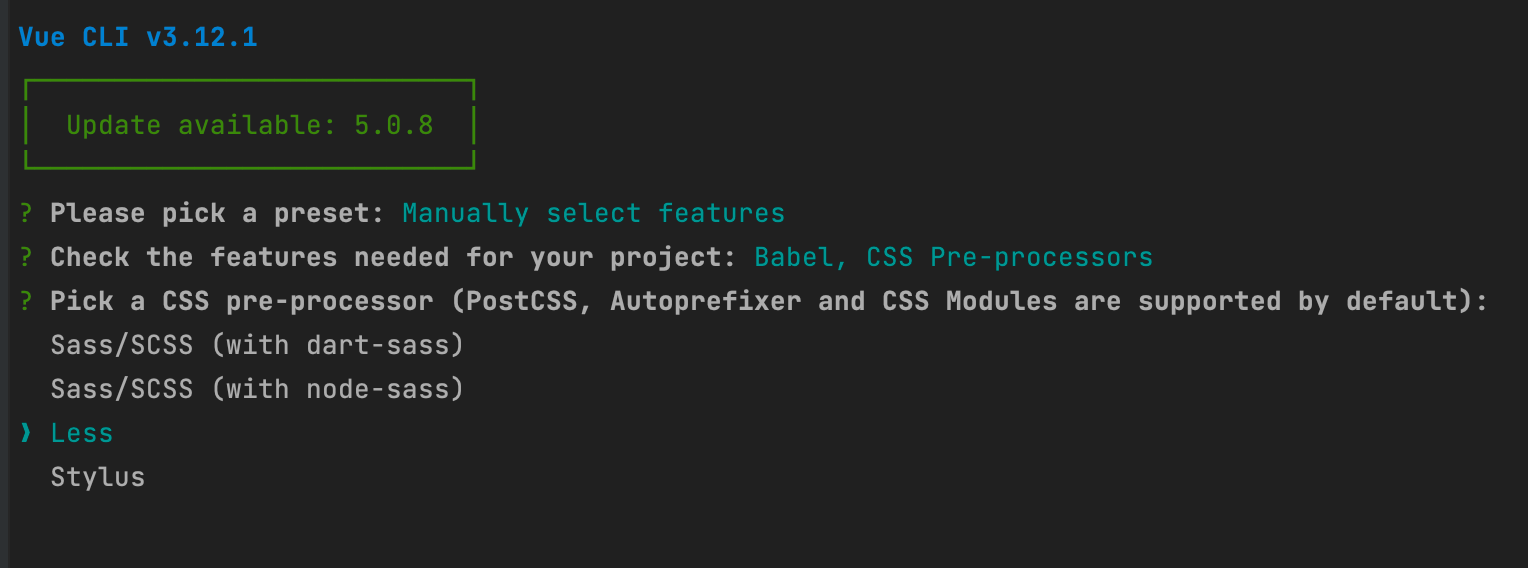 Vue CLI v3.12.1
Update available: 5.0.8
? Please pick a preset: Manually select features
? Check the features needed for your project: Babel, CSS Pre-processors
? Pick a CSS pre-processor (PostCSS, Autoprefixer and CSS Modules are supported by default):
Sass/SCSS (with dart-sass)
Sass/SCSS (with node-sass)
❯ Less
Stylus